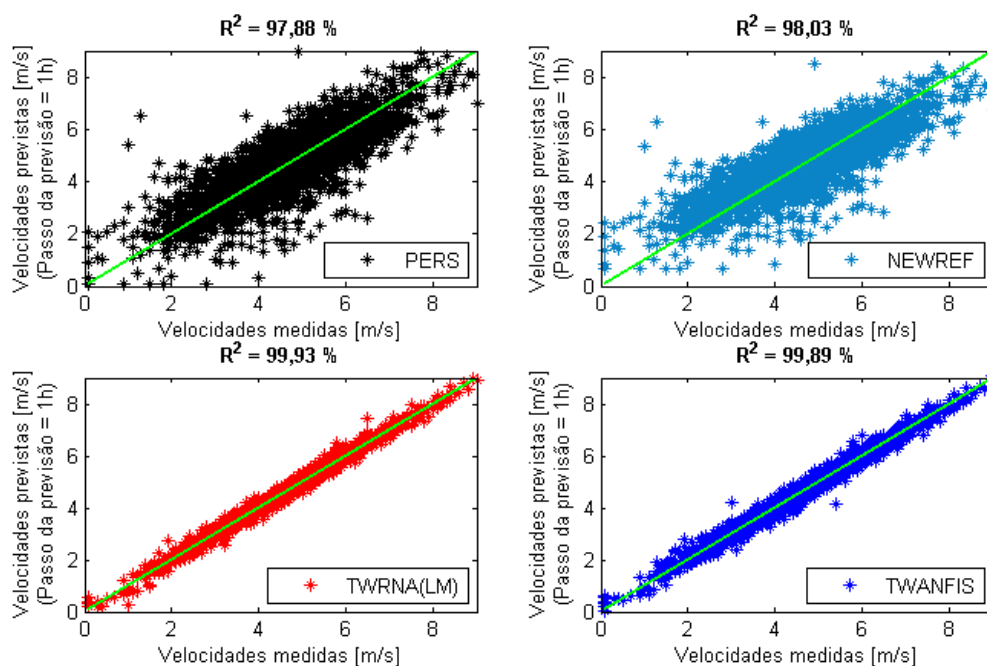 R² = 97,88 %
Velocidades previstas [m/s]
(Passo da previsão = 1h)
8
6
4
2
0
0 2 4 6 8
PERS
Velocidades medidas [m/s]
R² = 98,03 %
Velocidades previstas [m/s]
(Passo da previsão = 1h)
8
6
4
2
0
0 2 4 6 8
NEWREF
Velocidades medidas [m/s]
R² = 99,93 %
Velocidades previstas [m/s]
(Passo da previsão = 1h)
8
6
4
2
0
0 2 4 6 8
TWRNA(LM)
Velocidades medidas [m/s]
R² = 99,89 %
Velocidades previstas [m/s]
(Passo da previsão = 1h)
8
6
4
2
0
0 2 4 6 8
TWANFIS
Velocidades medidas [m/s]